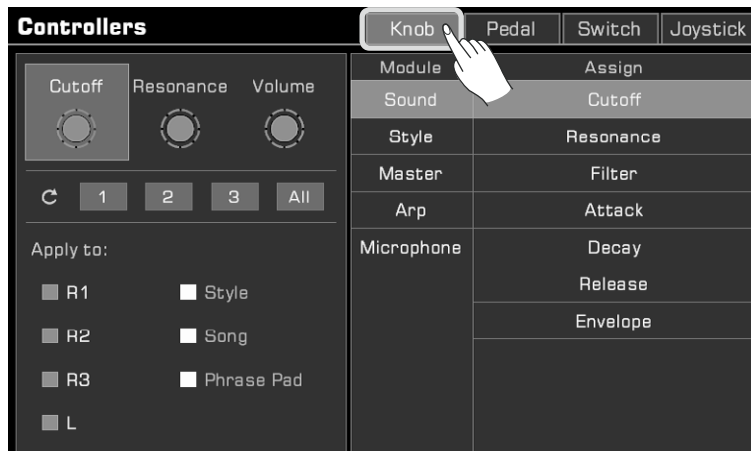 Controllers
Knob Pedal Switch Joystick
Cutoff Resonance Volume
1 2 3 All
Apply to:
R1 Style
R2 Song
R3 Phrase Pad
L
Module Assign
Sound Cutoff
Style Resonance
Master Filter
Arp Attack
Microphone Decay
Release
Envelope